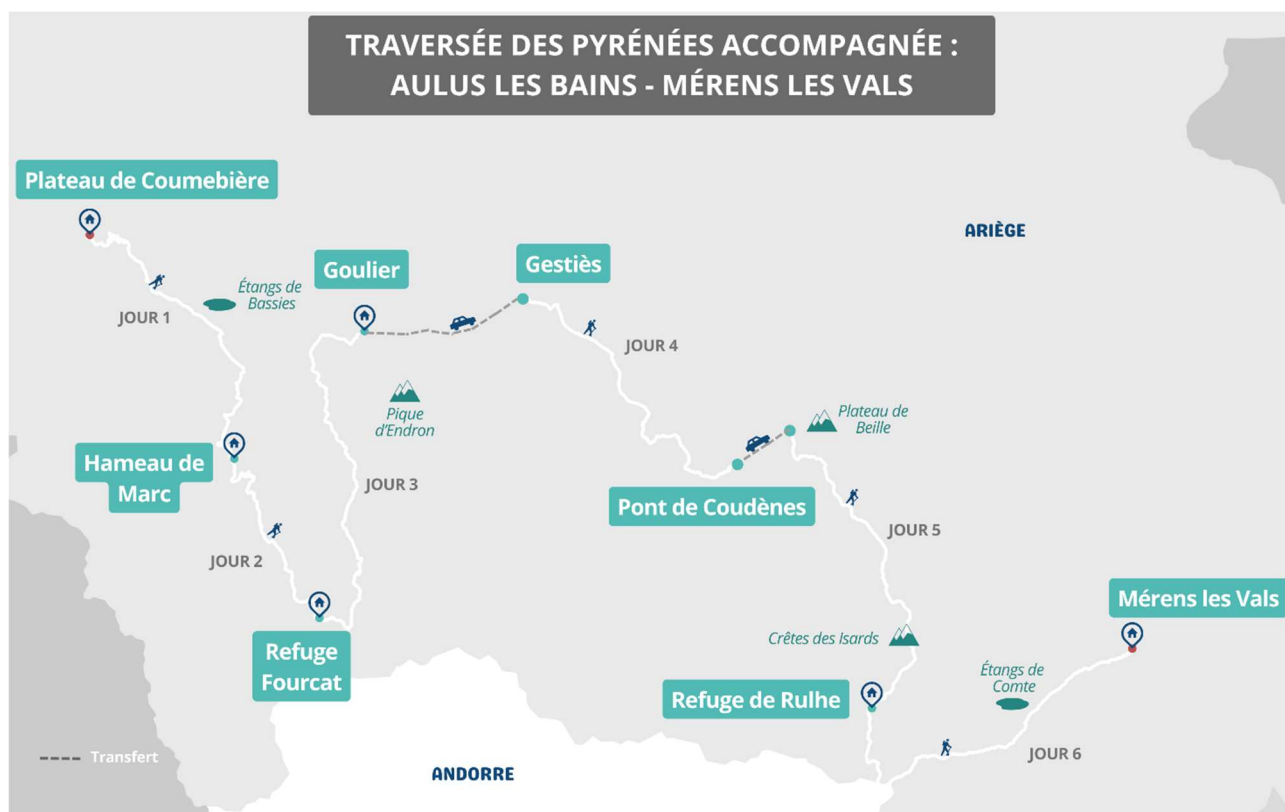 TRAVERSÉE DES PYRÉNÉES ACCOMPAGNÉE :
AULUS LES BAINS - MÉRENS LES VALS
Plateau de Coumebière
ARIÈGE
Goulier
Gestiès
Étangs de
Bassies
JOUR 1
JOUR 4
Pique
d'Endron
Plateau de
Beille
Hameau de
Marc
JOUR 3
Pont de Coudènes
JOUR 5
JOUR 2
Mérens les Vals
Crêtes des Isards
Refuge
Fourcat
Étangs de
Comte
Refuge de Rulhe
JOUR 6
Transfert
ANDORRE